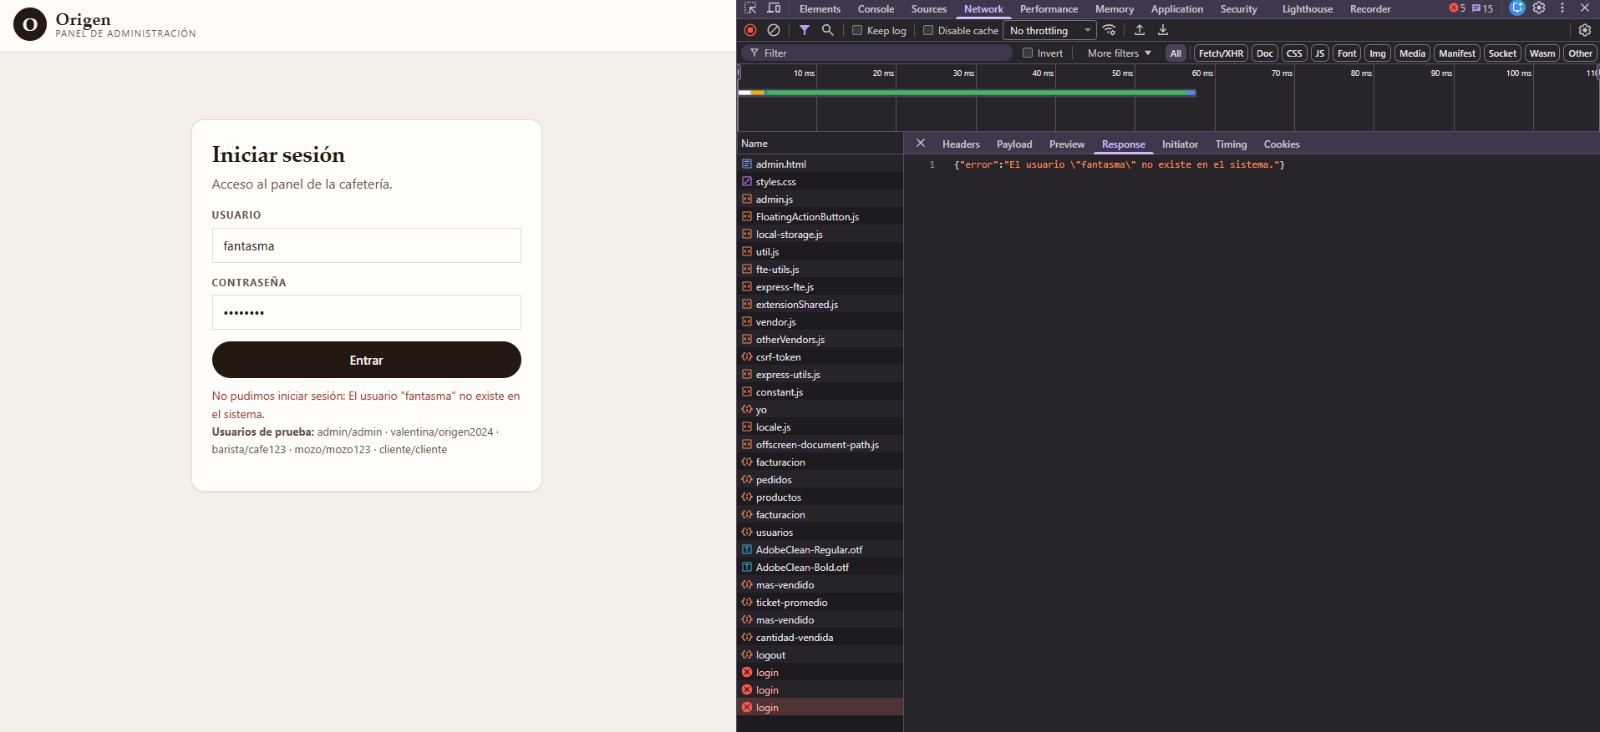 O
Origen
PANEL DE ADMINISTRACIÓN
Iniciar sesión
Acceso al panel de la cafetería.
USUARIO
fantasma
CONTRASEÑA
••••••••
Entrar
No pudimos iniciar sesión: El usuario "fantasma" no existe en
el sistema.
Usuarios de prueba: admin/admin · valentina/origen2024 ·
barista/cafe123 · mozo/mozo123 · cliente/cliente
Elements Console Sources Network Performance Memory Application Security Lighthouse Recorder 5 15
Keep log Disable cache No throttling
Filter Invert More filters All Fetch/XHR Doc CSS JS Font Img Media Manifest Socket Wasm Other
10 ms 20 ms 30 ms 40 ms 50 ms 60 ms 70 ms 80 ms 90 ms 100 ms
Name
Headers Payload Preview Response Initiator Timing Cookies
1 {"error":"El usuario \"fantasma\" no existe en el sistema."}
admin.html
styles.css
admin.js
FloatingActionButton.js
local-storage.js
util.js
fte-utils.js
express-fte.js
extensionShared.js
vendor.js
otherVendors.js
csrf-token
express-utils.js
constant.js
yo
locale.js
offscreen-document-path.js
facturacion
pedidos
productos
facturacion
usuarios
AdobeClean-Regular.otf
AdobeClean-Bold.otf
mas-vendido
ticket-promedio
mas-vendido
cantidad-vendida
logout
login
login
login